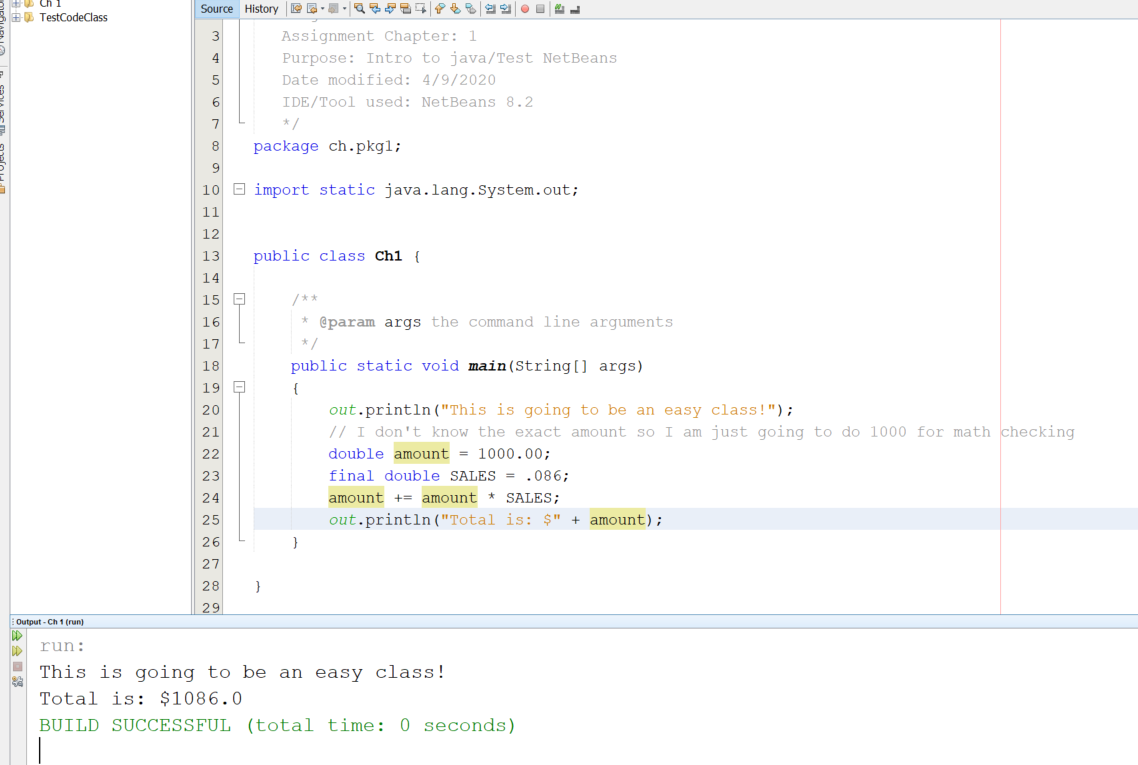 Ch 1
TestCodeClass
Source History
3 Assignment Chapter: 1
4 Purpose: Intro to java/Test NetBeans
5 Date modified: 4/9/2020
6 IDE/Tool used: NetBeans 8.2
7 */
8 package ch.pkg1;
9
10 import static java.lang.System.out;
11
12
13 public class Ch1 {
14
15 /**
16 * @param args the command line arguments
17 */
18 public static void main(String[] args)
19 {
20 out.println("This is going to be an easy class!");
21 // I don't know the exact amount so I am just going to do 1000 for math checking
22 double amount = 1000.00;
23 final double SALES = .086;
24 amount += amount * SALES;
25 out.println("Total is: $" + amount);
26 }
27
28 }
29
Output - Ch 1 (run)
run:
This is going to be an easy class!
Total is: $1086.0
BUILD SUCCESSFUL (total time: 0 seconds)
Services
Projects